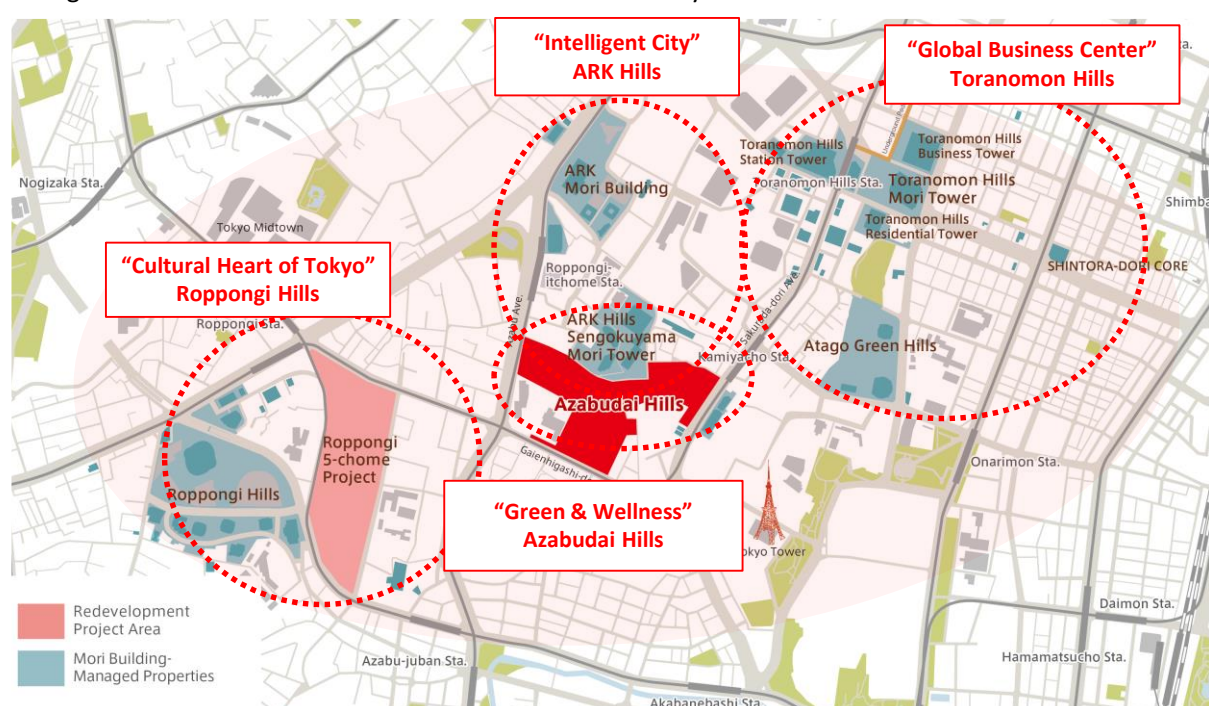 “Intelligent City”
ARK Hills
“Global Business Center”
Toranomon Hills
Underground
Toranomon Hills
Station Tower
Toranomon Hills
Business Tower
ARK
Mori Building
Toranomon Hills Sta.
Toranomon Hills
Mori Tower
Nogizaka Sta.
Tokyo Midtown
Toranomon Hills
Residential Tower
“Cultural Heart of Tokyo”
Roppongi Hills
Roppongi-
itchome Sta.
SHINTORA-DORI CORE
Roppongi Sta.
Sakurada-dori Ave.
ARK Hills
Sengokuyama
Mori Tower
Kamiyacho Sta.
Atago Green Hills
Azabudai Hills
Roppongi
5-chome
Project
Onarimon Sta.
Roppongi Hills
“Green & Wellness”
Azabudai Hills
Redevelopment
Project Area
Daimon Sta.
Mori Building-
Managed Properties
Azabu-juban Sta.
Hamamatsucho Sta.
Akabanebashi Sta.